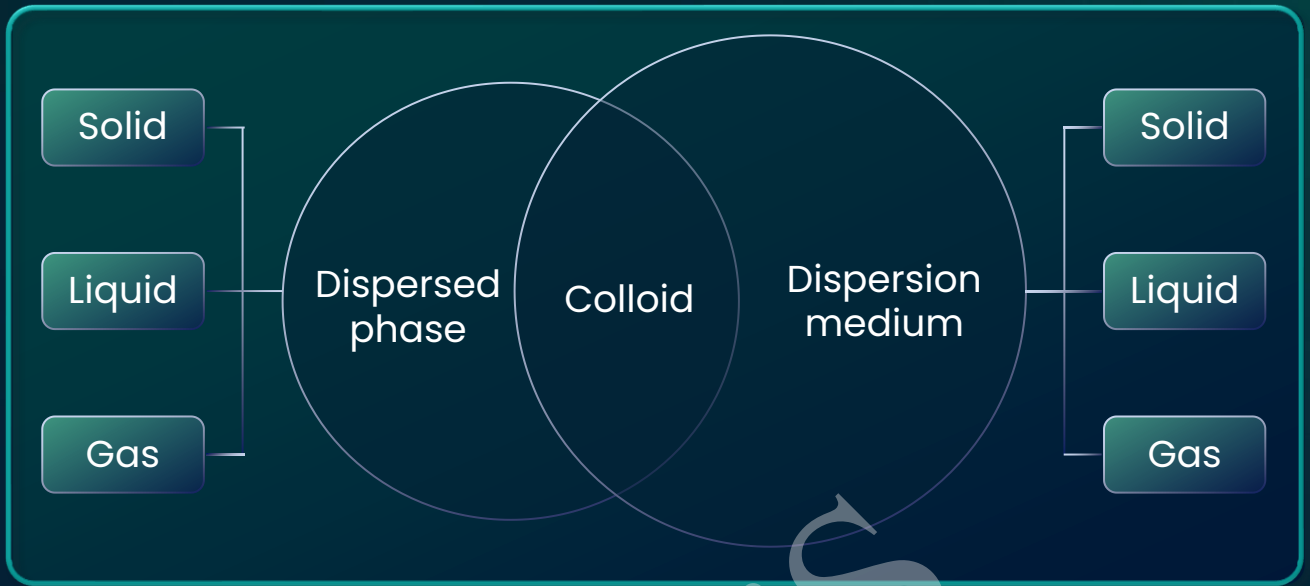 Solid
Liquid
Gas
Dispersed
phase
Colloid
Dispersion
medium
Solid
Liquid
Gas